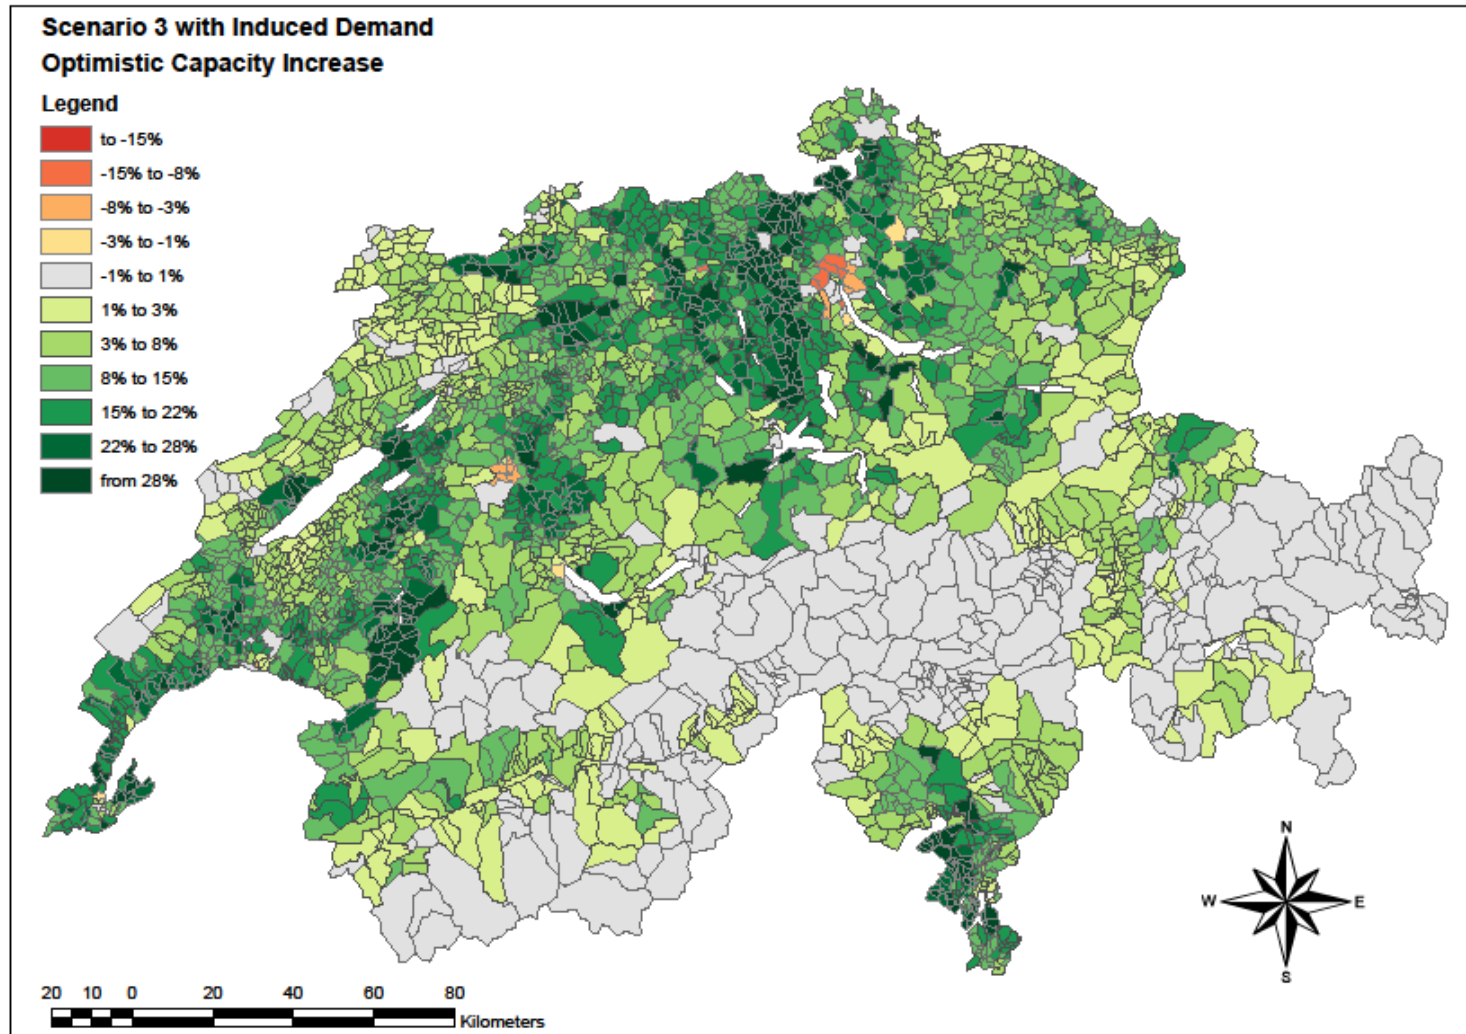 Scenario 3 with Induced Demand
Optimistic Capacity Increase
Legend
to -15%
-15% to -8%
-8% to -3%
-3% to -1%
-1% to 1%
1% to 3%
3% to 8%
8% to 15%
15% to 22%
22% to 28%
from 28%
N
W E
S
20 10 0 20 40 60 80
Kilometers